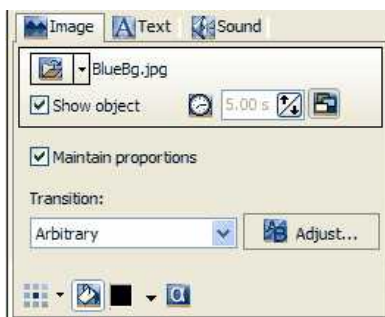 Image Text Sound
BlueBg.jpg
Show object 5.00 s
Maintain proportions
Transition:
Arbitrary Adjust...